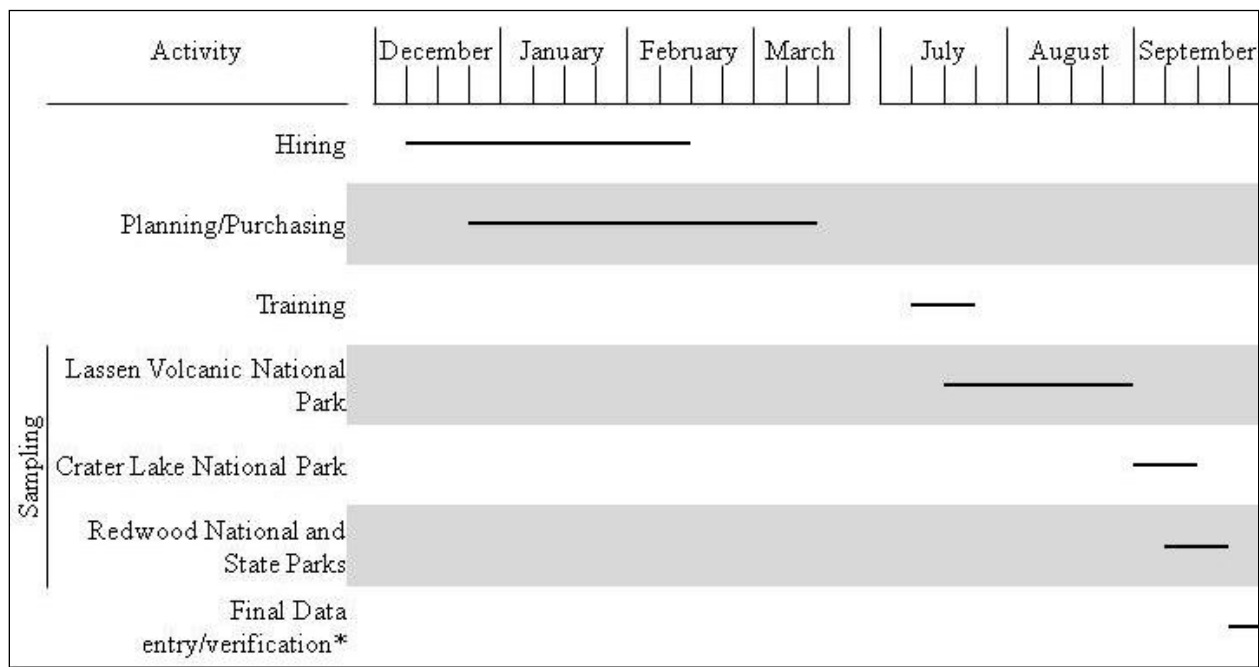 Activity December January February March July August September
Hiring
Planning/Purchasing
Training
Sampling
Lassen Volcanic National
Park
Crater Lake National Park
Redwood National and
State Parks
Final Data
entry/verification*